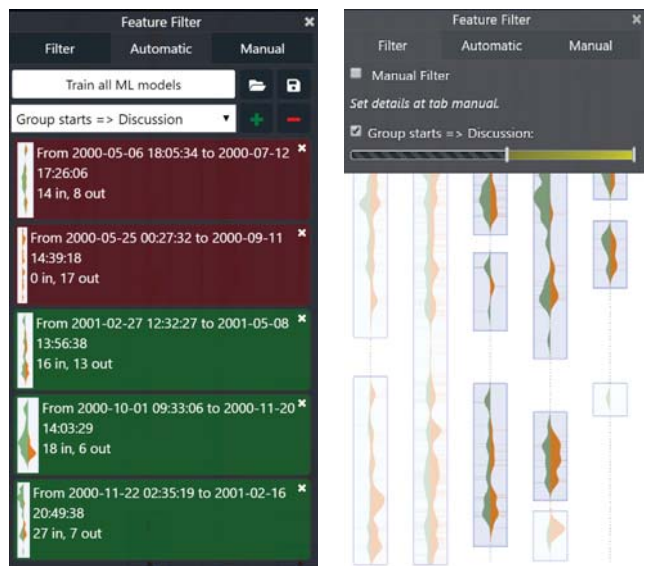 Feature Filter ×
Filter Automatic Manual
Train all ML models
Group starts => Discussion
From 2000-05-06 18:05:34 to 2000-07-12
17:26:06
14 in, 8 out
From 2000-05-25 00:27:32 to 2000-09-11
14:39:18
0 in, 17 out
From 2001-02-27 12:32:27 to 2001-05-08
13:56:38
16 in, 13 out
From 2000-10-01 09:33:06 to 2000-11-20
14:03:29
18 in, 6 out
From 2000-11-22 02:35:19 to 2001-02-16
20:49:38
27 in, 7 out
Feature Filter ×
Filter Automatic Manual
Manual Filter
Set details at tab manual.
Group starts => Discussion: